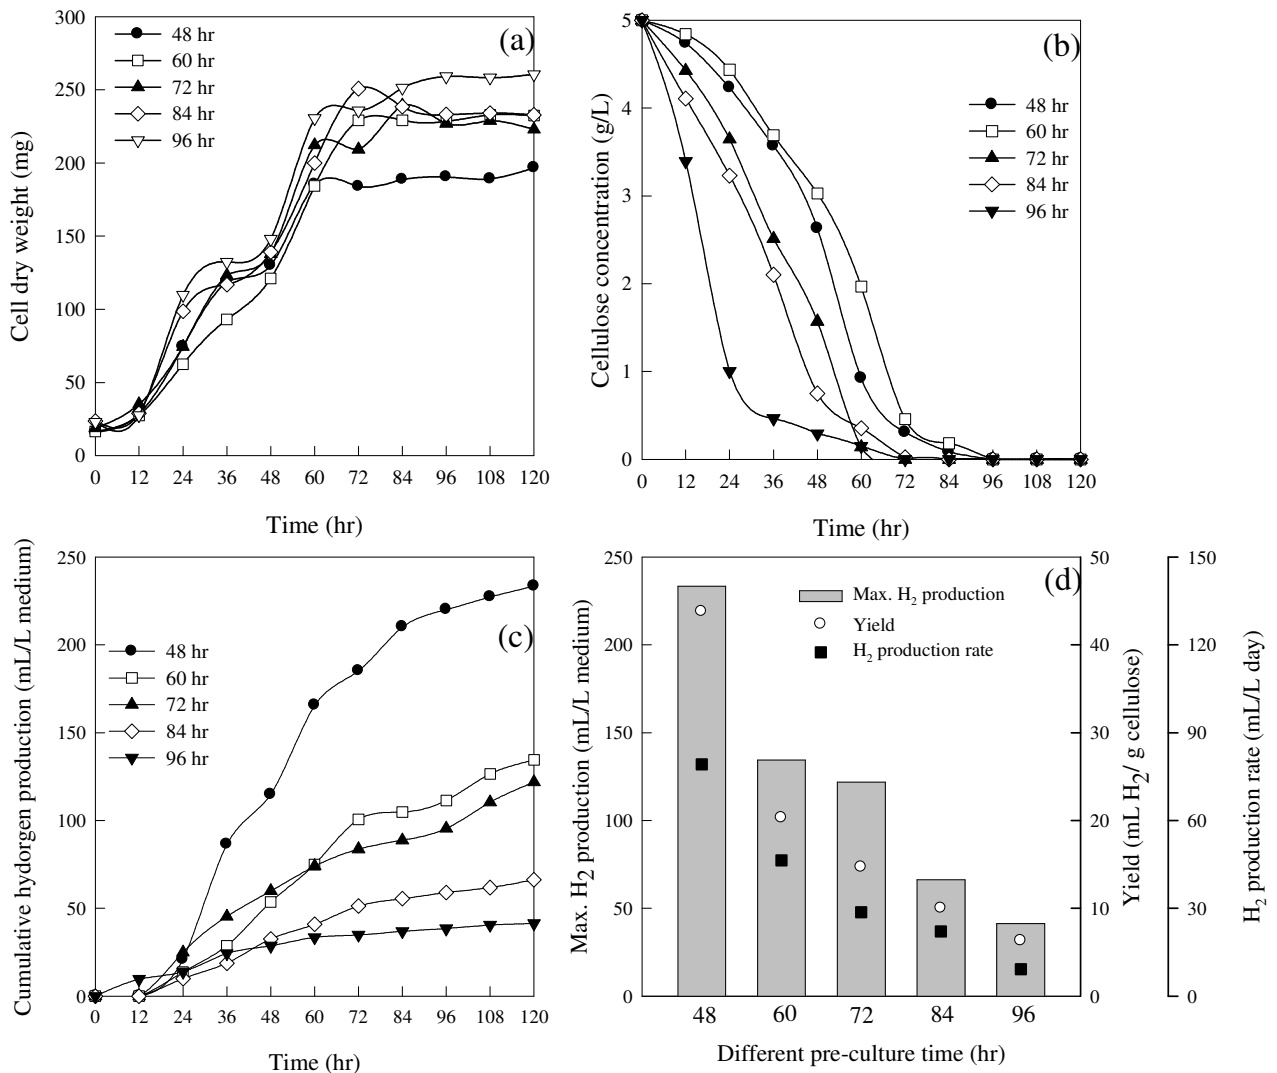 (a)
Cell dry weight (mg)
300
250
200
150
100
50
0
48 hr
60 hr
72 hr
84 hr
96 hr
0 12 24 36 48 60 72 84 96 108 120
Time (hr)
(b)
Cellulose concentration (g/L)
5
4
3
2
1
0
48 hr
60 hr
72 hr
84 hr
96 hr
0 12 24 36 48 60 72 84 96 108 120
Time (hr)
(c)
Cumulative hydorgen production (mL/L medium)
250
200
150
100
50
0
48 hr
60 hr
72 hr
84 hr
96 hr
0 12 24 36 48 60 72 84 96 108 120
Time (hr)
(d)
Max. H2 production (mL/L medium)
250
200
150
100
50
0
Max. H2 production
Yield
H2 production rate
50
40
30
20
10
0
Yield (mL H2/ g cellulose)
150
120
90
60
30
0
H2 production rate (mL/L day)
48 60 72 84 96
Different pre-culture time (hr)